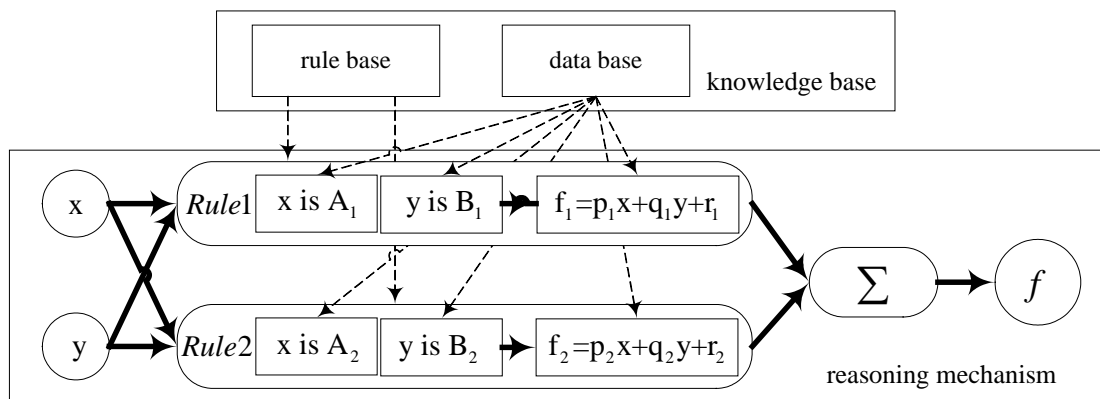 rule base
data base
knowledge base
x
Rule1
x is A₁
y is B₁
f₁=p₁x+q₁y+r₁
∑
f
y
Rule2
x is A₂
y is B₂
f₂=p₂x+q₂y+r₂
reasoning mechanism